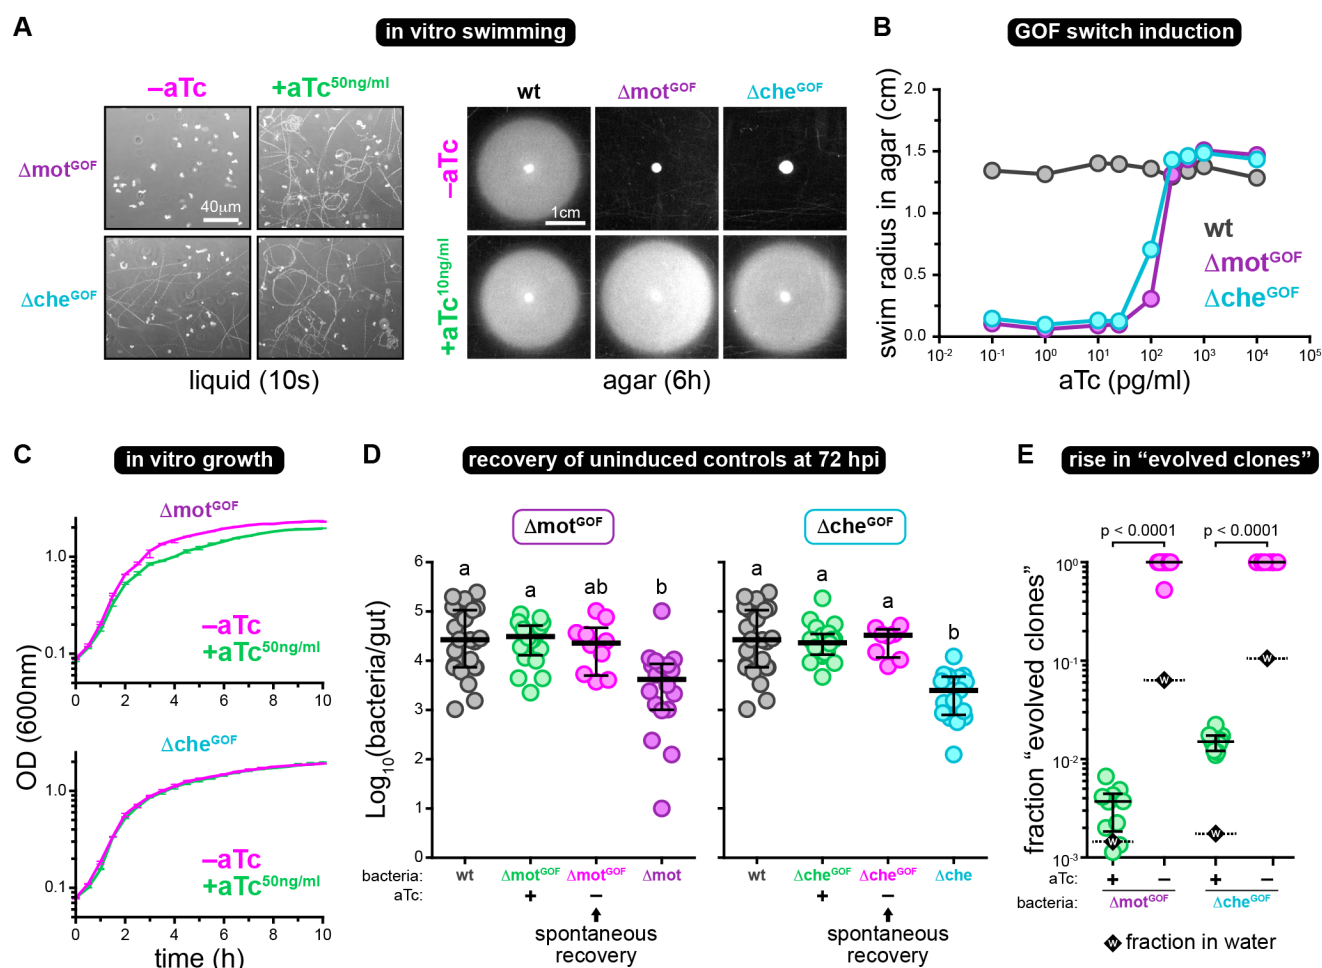 A
in vitro swimming
–aTc
+aTc50ng/ml
ΔmotGOF
ΔcheGOF
40μm
liquid (10s)
wt
ΔmotGOF
ΔcheGOF
–aTc
+aTc10ng/ml
1cm
agar (6h)
B
GOF switch induction
swim radius in agar (cm)
2.0
1.5
1.0
0.5
0.0
wt
ΔmotGOF
ΔcheGOF
10-2
10-1
100
101
102
103
104
105
aTc (pg/ml)
C
in vitro growth
ΔmotGOF
1.0
0.1
–aTc
+aTc50ng/ml
OD (600nm)
ΔcheGOF
1.0
0.1
–aTc
+aTc50ng/ml
0 2 4 6 8 10
time (h)
D
recovery of uninduced controls at 72 hpi
ΔmotGOF
ΔcheGOF
Log10(bacteria/gut)
6
5
4
3
2
1
0
a a ab b
a a a b
bacteria: wt ΔmotGOF ΔmotGOF Δmot
wt ΔcheGOF ΔcheGOF Δche
aTc: + –
+ –
spontaneous
recovery
spontaneous
recovery
E
rise in “evolved clones”
p < 0.0001 p < 0.0001
fraction “evolved clones”
100
10-1
10-2
10-3
W
W
W
W
aTc: + – + –
bacteria: ΔmotGOF ΔcheGOF
W fraction in water